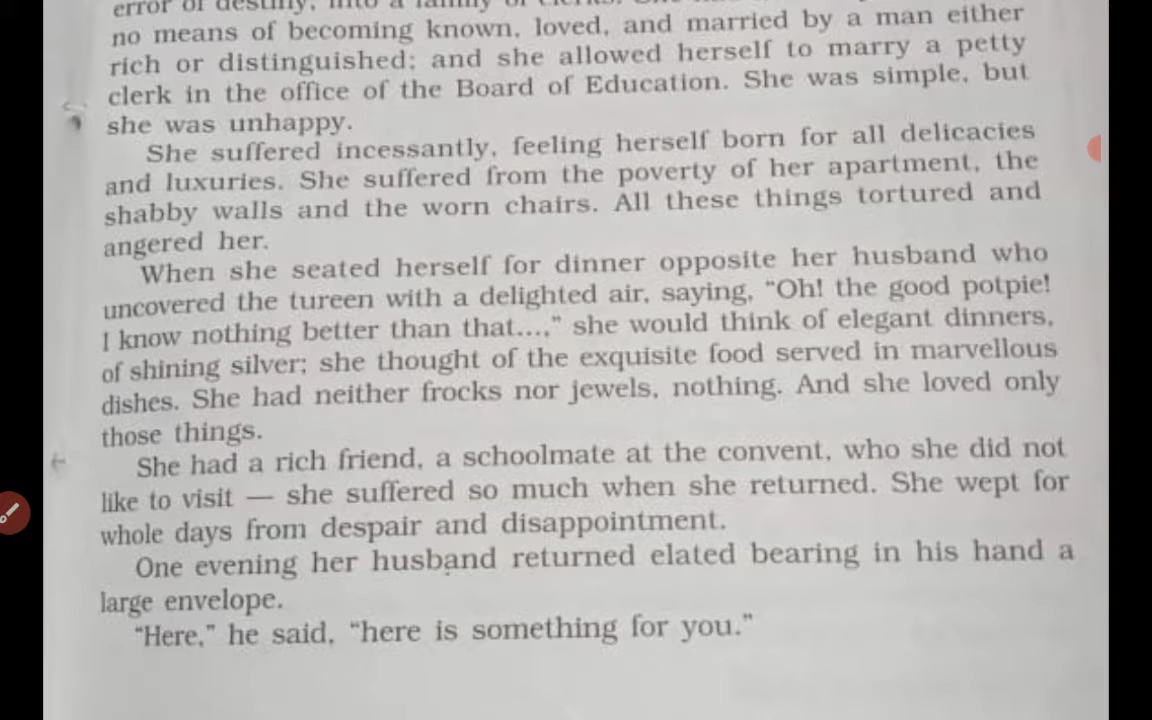 error of destiny, into a family of clerks. She had
no means of becoming known, loved, and married by a man either
rich or distinguished; and she allowed herself to marry a petty
clerk in the office of the Board of Education. She was simple, but
she was unhappy.
She suffered incessantly, feeling herself born for all delicacies
and luxuries. She suffered from the poverty of her apartment, the
shabby walls and the worn chairs. All these things tortured and
angered her.
When she seated herself for dinner opposite her husband who
uncovered the tureen with a delighted air, saying, “Oh! the good potpie!
I know nothing better than that...,” she would think of elegant dinners,
of shining silver; she thought of the exquisite food served in marvellous
dishes. She had neither frocks nor jewels, nothing. And she loved only
those things.
She had a rich friend, a schoolmate at the convent, who she did not
like to visit — she suffered so much when she returned. She wept for
whole days from despair and disappointment.
One evening her husband returned elated bearing in his hand a
large envelope.
“Here,” he said, “here is something for you.”